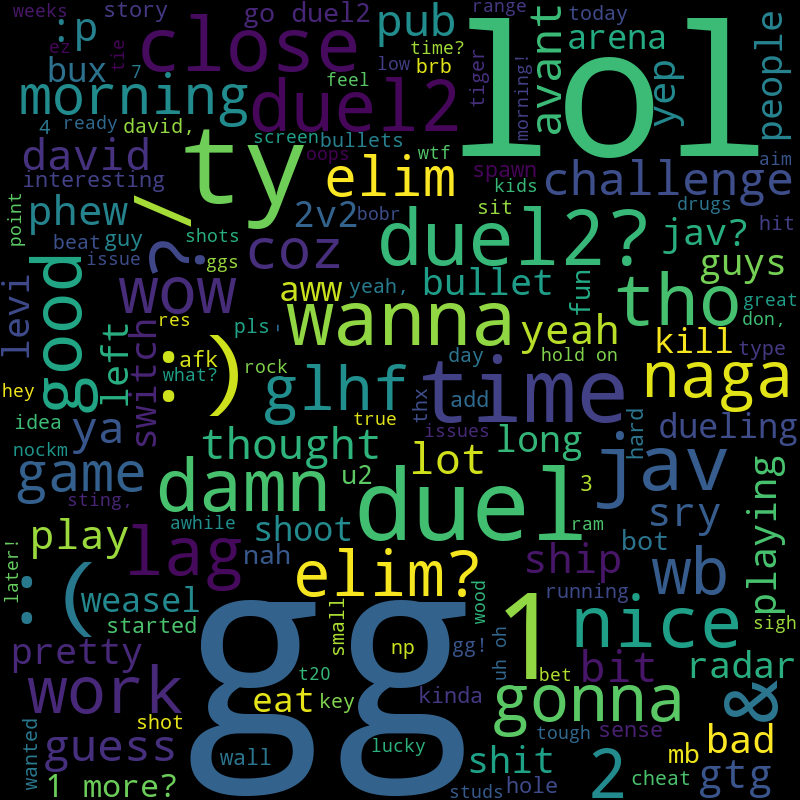 weeks
story
go duel2
range
today
:p
close
pub
lol
avant
arena
people
ez
tie
time?
bux
7
feel
low
brb
tiger
morning!
yep
morning
duel2
4
ready
david,
screen
bullets
/
ty
oops
wtf
spawn
aim
david
elim
challenge
interesting
kids
drugs
phew
2v2
bobr
sit
point
beat
guy
shots
coz
duel2?
jav?
hit
issue
?
ggs
guys
levi
good
wow
aww
yeah,
bullet
fun
tho
great
res
pls
'
wanna
yeah
don,
left
switch
:)
afk
what?
rock
day
hold on
kill
type
hey
glhf
time
naga
add
thx
true
idea
ya
issues
hard
dueling
nockm
thought
long
game
damn
u2
lot
jav
3
sting,
duel
playing
awhile
sry
play
lag
shoot
ram
nah
bot
later!
elim?
ship
wb
:(
weasel
running
started
small
wood
1
nice
sigh
gg
np
gg!
uh oh
pretty
t20
bet
bit
radar
work
eat
key
kinda
gonna
&
shot
wanted
guess
wall
lucky
tough
sense
bad
shit
mb
1 more?
studs
hole
2
cheat
gtg